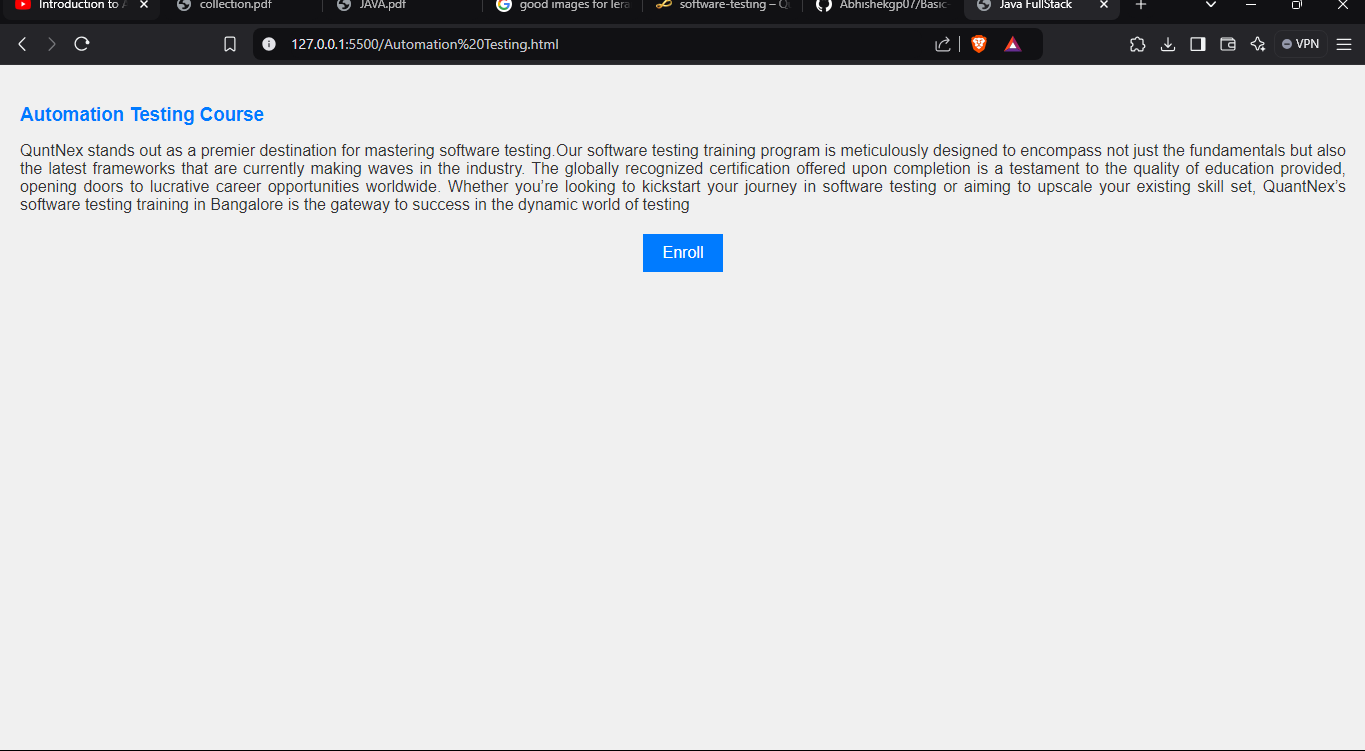 Introduction to
collection.pdf
JAVA.pdf
good images for lera
software-testing – Q
Abhishekgp07/Basic-
Java FullStack
127.0.0.1:5500/Automation%20Testing.html
VPN
Automation Testing Course
QuntNex stands out as a premier destination for mastering software testing.Our software testing training program is meticulously designed to encompass not just the fundamentals but also
the latest frameworks that are currently making waves in the industry. The globally recognized certification offered upon completion is a testament to the quality of education provided,
opening doors to lucrative career opportunities worldwide. Whether you’re looking to kickstart your journey in software testing or aiming to upscale your existing skill set, QuantNex’s
software testing training in Bangalore is the gateway to success in the dynamic world of testing
Enroll